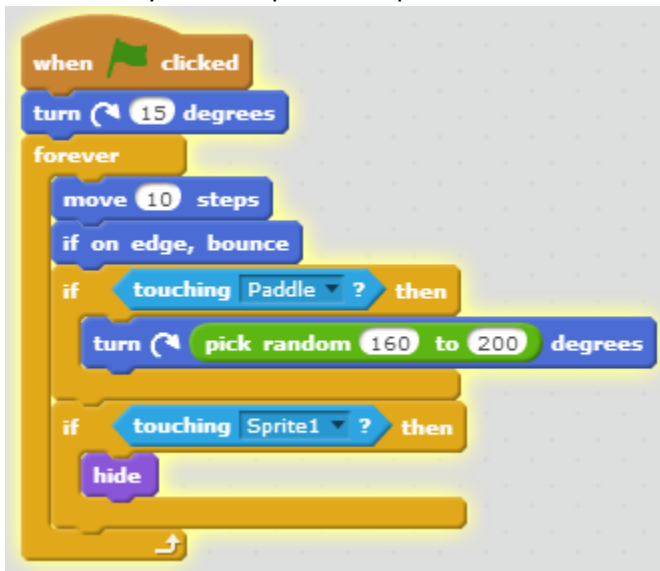 when clicked
turn 15 degrees
forever
move 10 steps
if on edge, bounce
if touching Paddle ? then
turn pick random 160 to 200 degrees
if touching Sprite1 ? then
hide